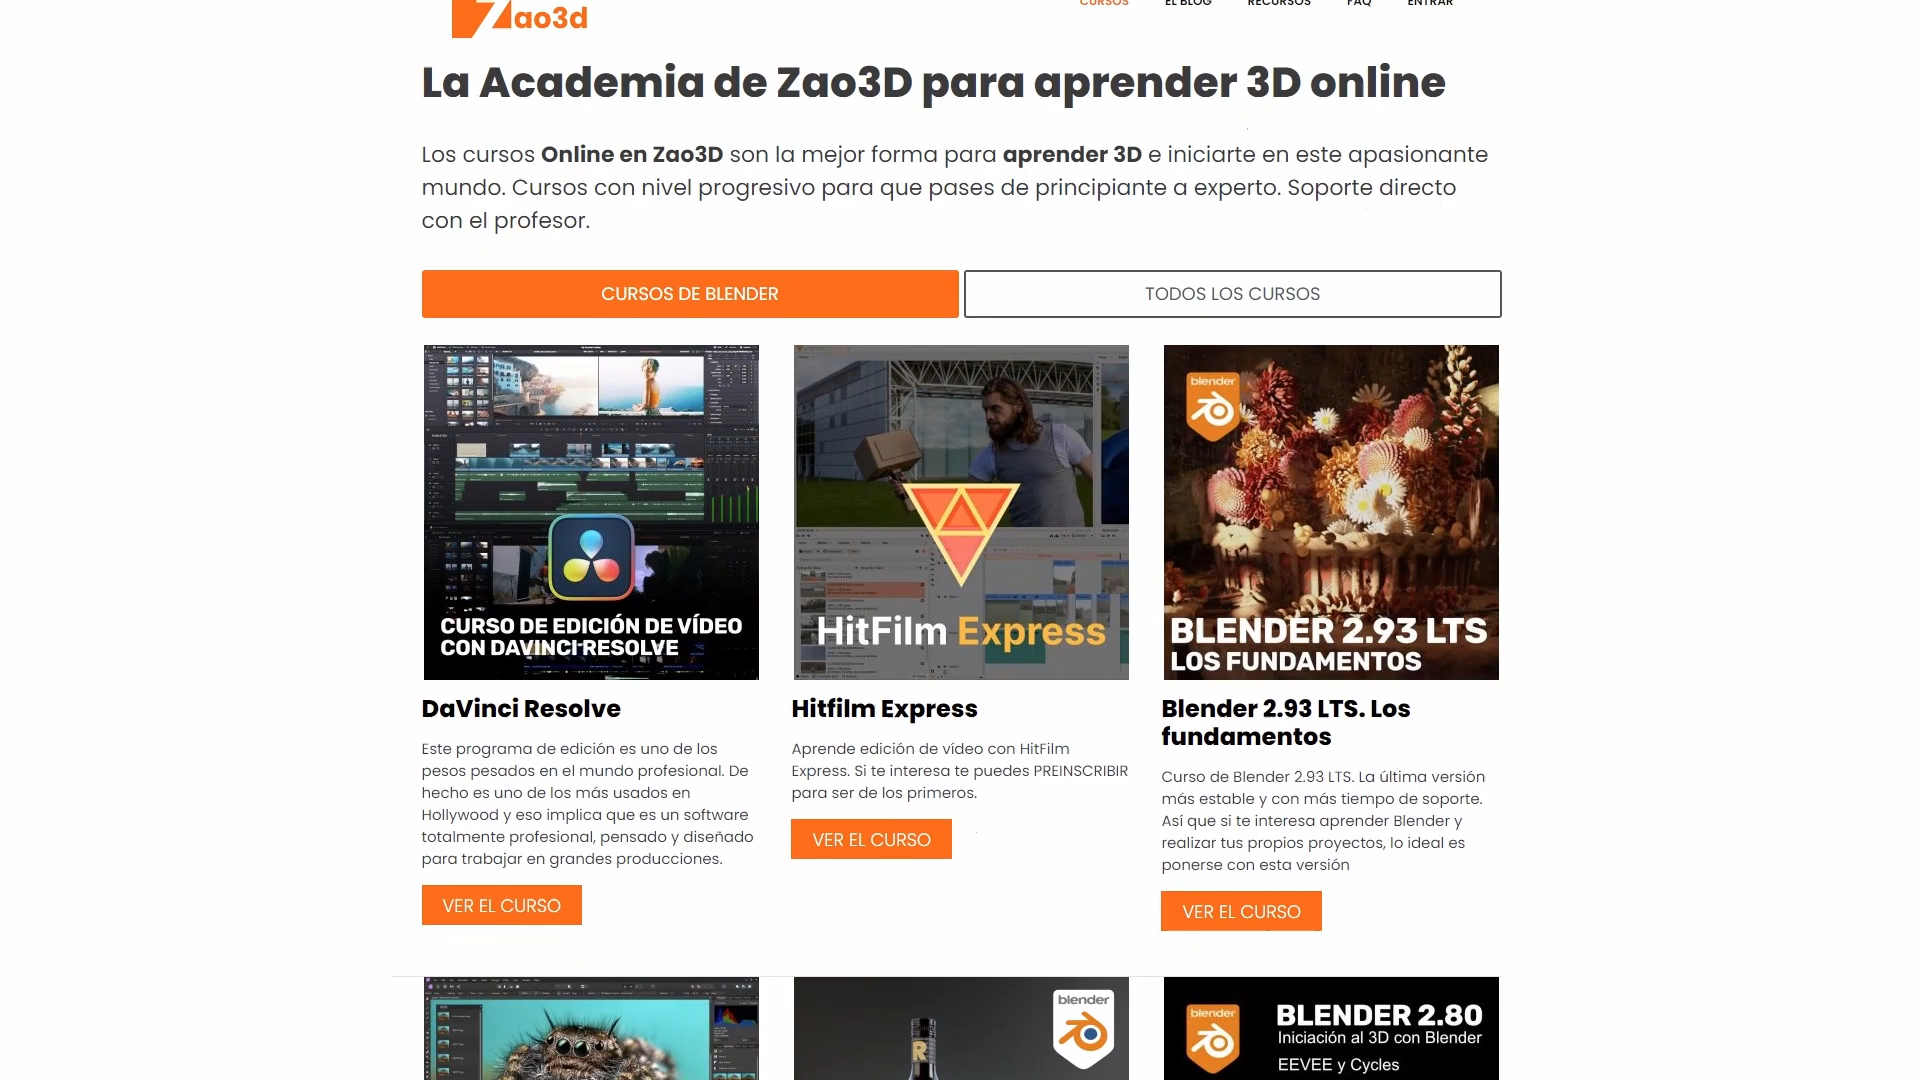 Zao3d
CURSOS EL BLOG RECURSOS FAQ ENTRAR
La Academia de Zao3D para aprender 3D online
Los cursos Online en Zao3D son la mejor forma para aprender 3D e iniciarte en este apasionante
mundo. Cursos con nivel progresivo para que pases de principiante a experto. Soporte directo
con el profesor.
CURSOS DE BLENDER
TODOS LOS CURSOS
CURSO DE EDICIÓN DE VÍDEO
CON DAVINCI RESOLVE
DaVinci Resolve
Este programa de edición es uno de los
pesos pesados en el mundo profesional. De
hecho es uno de los más usados en
Hollywood y eso implica que es un software
totalmente profesional, pensado y diseñado
para trabajar en grandes producciones.
VER EL CURSO
HitFilm Express
Hitfilm Express
Aprende edición de vídeo con HitFilm
Express. Si te interesa te puedes PREINSCRIBIR
para ser de los primeros.
VER EL CURSO
blender
BLENDER 2.93 LTS
LOS FUNDAMENTOS
Blender 2.93 LTS. Los
fundamentos
Curso de Blender 2.93 LTS. La última versión
más estable y con más tiempo de soporte.
Así que si te interesa aprender Blender y
realizar tus propios proyectos, lo ideal es
ponerse con esta versión
VER EL CURSO
blender
R
blender
BLENDER 2.80
Iniciación al 3D con Blender
EEVEE y Cycles